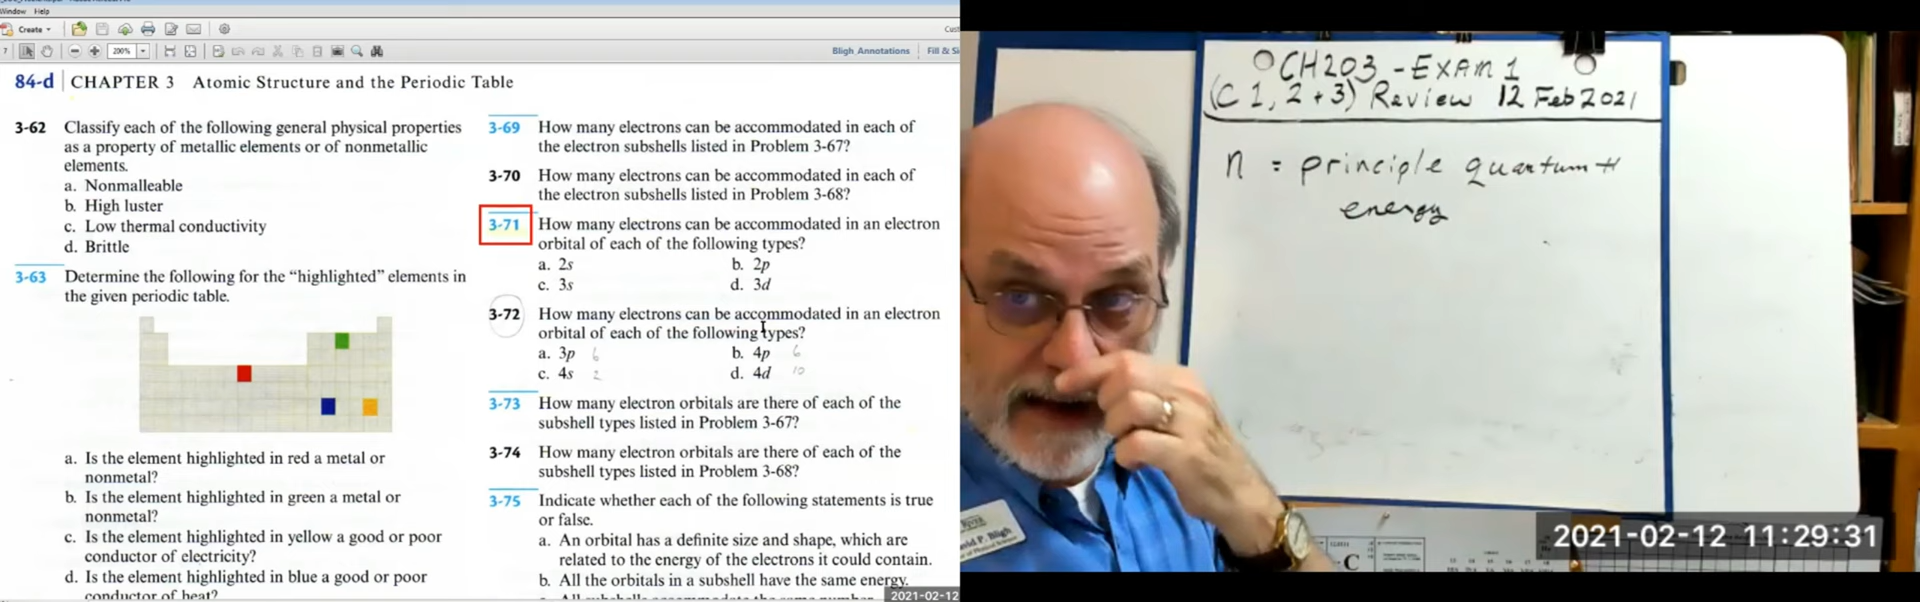 Window Help
Create
200%
Bligh Annotations
84-d CHAPTER 3 Atomic Structure and the Periodic Table
3-62 Classify each of the following general physical properties
as a property of metallic elements or of nonmetallic
elements.
a. Nonmalleable
b. High luster
c. Low thermal conductivity
d. Brittle
3-63 Determine the following for the “highlighted” elements in
the given periodic table.
a. Is the element highlighted in red a metal or
nonmetal?
b. Is the element highlighted in green a metal or
nonmetal?
c. Is the element highlighted in yellow a good or poor
conductor of electricity?
d. Is the element highlighted in blue a good or poor
conductor of heat?
3-69 How many electrons can be accommodated in each of
the electron subshells listed in Problem 3-67?
3-70 How many electrons can be accommodated in each of
the electron subshells listed in Problem 3-68?
3-71 How many electrons can be accommodated in an electron
orbital of each of the following types?
a. 2s b. 2p
c. 3s d. 3d
3-72 How many electrons can be accommodated in an electron
orbital of each of the following types?
a. 3p 6 b. 4p 6
c. 4s 2 d. 4d 10
3-73 How many electron orbitals are there of each of the
subshell types listed in Problem 3-67?
3-74 How many electron orbitals are there of each of the
subshell types listed in Problem 3-68?
3-75 Indicate whether each of the following statements is true
or false.
a. An orbital has a definite size and shape, which are
related to the energy of the electrons it could contain.
b. All the orbitals in a subshell have the same energy.
2021-02-12
CH203 - EXAM 1
(C 1, 2 + 3) Review 12 Feb 2021
n = principle quantum #
energy
P. Bligh
C
2021-02-12 11:29:31